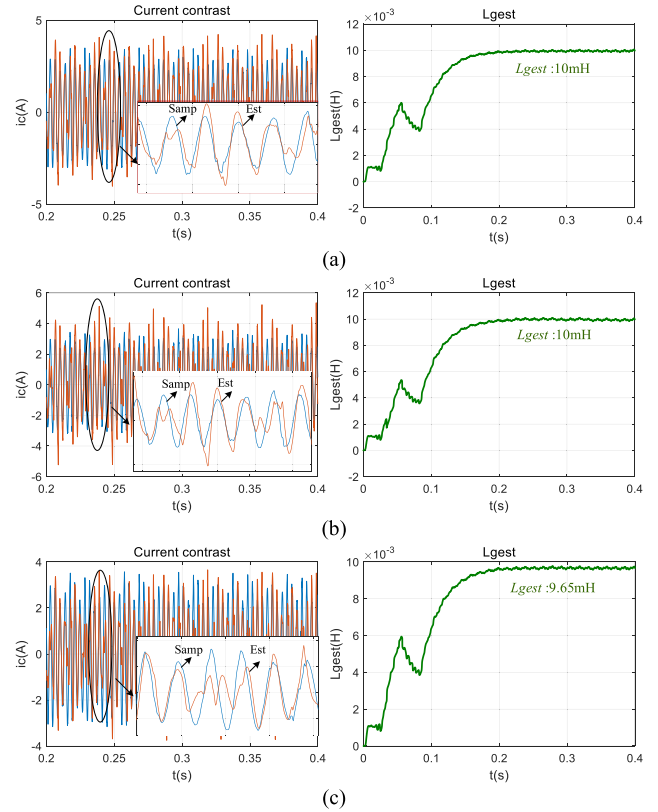 Current contrast
5
0
-5
ic(A)
Samp
Est
0.2
0.25
0.3
0.35
0.4
t(s)
×10⁻³
Lgest
12
10
8
6
4
2
0
-2
Lgest(H)
Lgest :10mH
0
0.1
0.2
0.3
0.4
t(s)
(a)
Current contrast
6
4
2
0
-2
-4
-6
ic(A)
Samp
Est
0.2
0.25
0.3
0.35
0.4
t(s)
×10⁻³
Lgest
12
10
8
6
4
2
0
-2
Lgest(H)
Lgest :10mH
0
0.1
0.2
0.3
0.4
t(s)
(b)
Current contrast
4
2
0
-2
-4
ic(A)
Samp
Est
0.2
0.25
0.3
0.35
0.4
t(s)
×10⁻³
Lgest
10
8
6
4
2
0
Lgest(H)
Lgest :9.65mH
0
0.1
0.2
0.3
0.4
t(s)
(c)